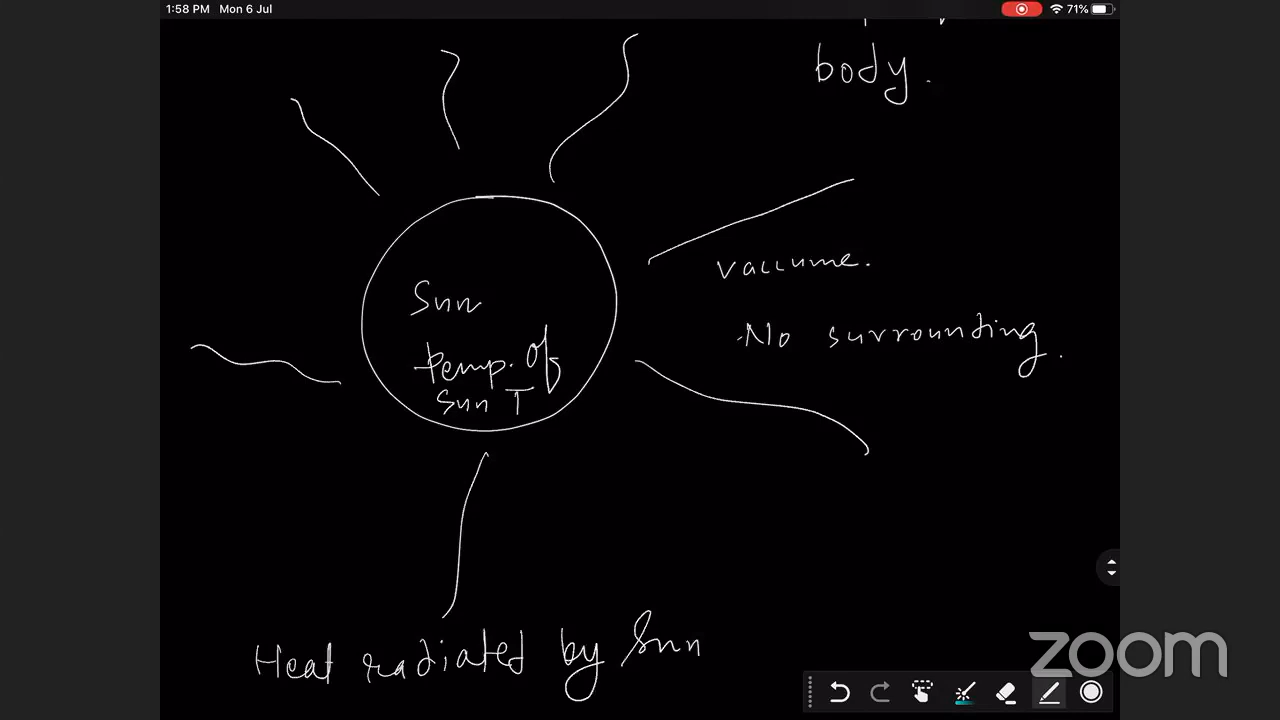 1:58 PM Mon 6 Jul
71%
body.
vaccume.
No surrounting.
Sun
temp. Of
Sun T
Heat radiated by Sun
zoom